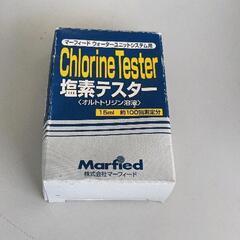 マーフィード ウォーターユニットシステム用
Chlorine Tester
塩素テスター
〈オルトトリジン溶液〉
15ml 約100回測定分
Marfied
株式会社マーフィード